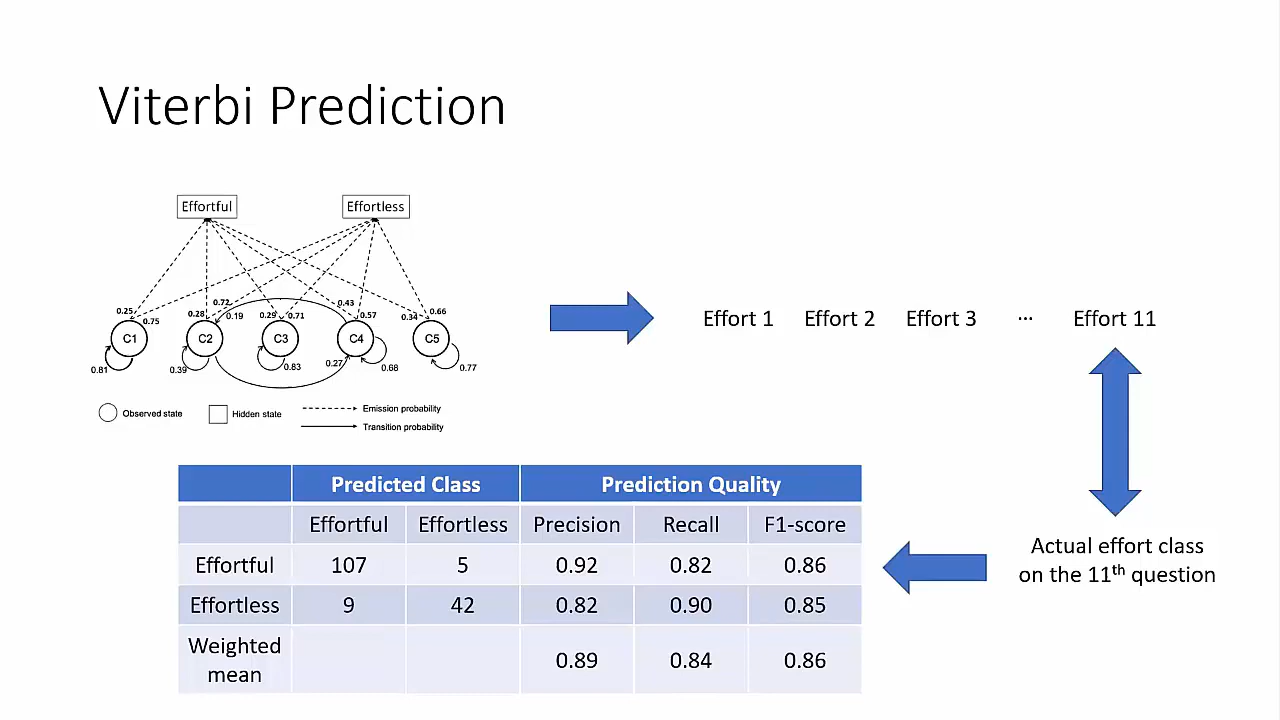 Viterbi Prediction
Effortful Effortless
0.72 0.43
0.25 0.75 0.28 0.19 0.29 0.71 0.57 0.34 0.66
C1 C2 C3 C4 C5
0.81 0.39 0.83 0.27 0.68 0.77
Observed state Hidden state Emission probability
Transition probability
Effort 1 Effort 2 Effort 3 ... Effort 11
Actual effort class
on the 11th question
Predicted Class Prediction Quality
Effortful Effortless Precision Recall F1-score
Effortful 107 5 0.92 0.82 0.86
Effortless 9 42 0.82 0.90 0.85
Weighted
mean 0.89 0.84 0.86